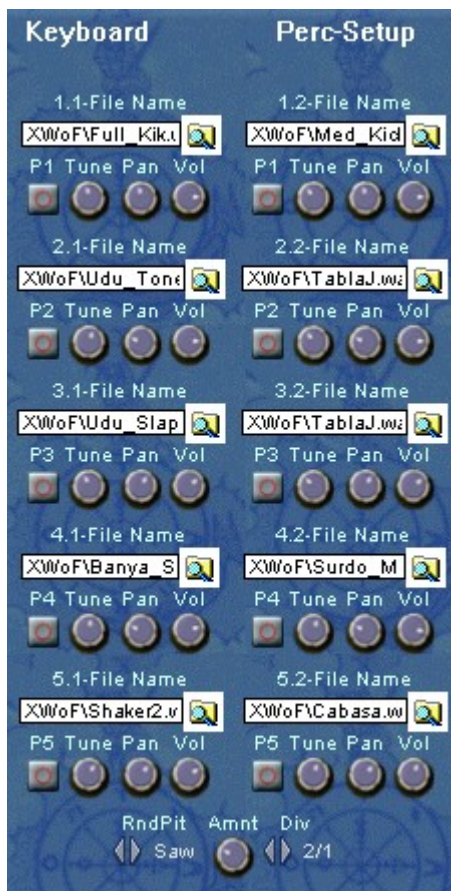 Keyboard Perc-Setup
1.1-File Name 1.2-File Name
XWoF\Full_Kik. XWoF\Med_Kic
P1 Tune Pan Vol P1 Tune Pan Vol
2.1-File Name 2.2-File Name
XWoF\Udu_Tone XWoF\TablaJ.wa
P2 Tune Pan Vol P2 Tune Pan Vol
3.1-File Name 3.2-File Name
XWoF\Udu_Slap XWoF\TablaJ.wa
P3 Tune Pan Vol P3 Tune Pan Vol
4.1-File Name 4.2-File Name
XWoF\Banya_S XWoF\Surdo_M
P4 Tune Pan Vol P4 Tune Pan Vol
5.1-File Name 5.2-File Name
XWoF\Shaker2.w XWoF\Cabasa.w
P5 Tune Pan Vol P5 Tune Pan Vol
RndPit Amnt Div
Saw 2/1